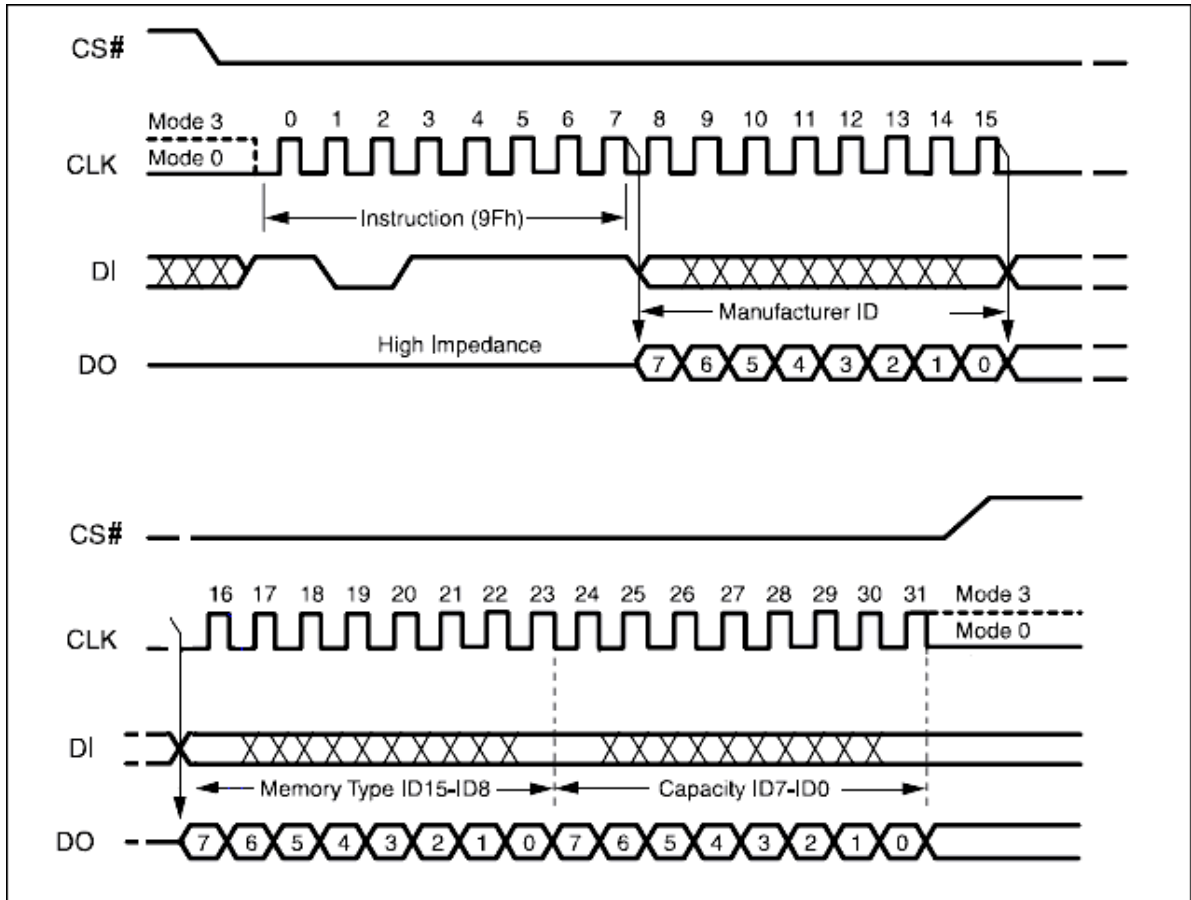 CS#
Mode 3
0 1 2 3 4 5 6 7 8 9 10 11 12 13 14 15
CLK
Mode 0
Instruction (9Fh)
DI
Manufacturer ID
High Impedance
DO
7 6 5 4 3 2 1 0
CS#
16 17 18 19 20 21 22 23 24 25 26 27 28 29 30 31
Mode 3
CLK
Mode 0
DI
Memory Type ID15-ID8
Capacity ID7-ID0
DO
7 6 5 4 3 2 1 0 7 6 5 4 3 2 1 0